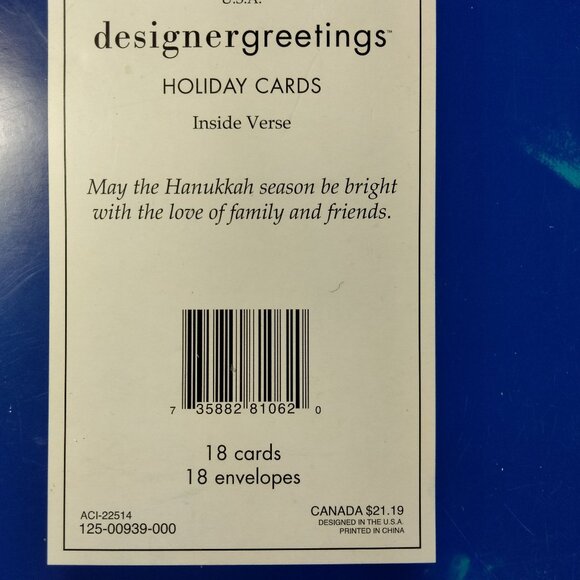 U.S.A.
designergreetings™
HOLIDAY CARDS
Inside Verse
May the Hanukkah season be bright
with the love of family and friends.
7 35882 81062 0
18 cards
18 envelopes
ACI-22514
125-00939-000
CANADA $21.19
DESIGNED IN THE U.S.A.
PRINTED IN CHINA